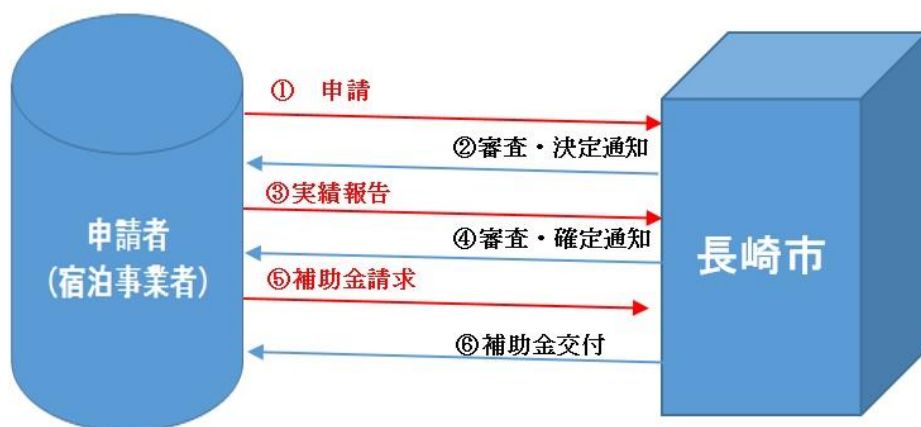 ① 申請
②審査・決定通知
③実績報告
④審査・確定通知
⑤補助金請求
⑥補助金交付
申請者
(宿泊事業者)
長崎市